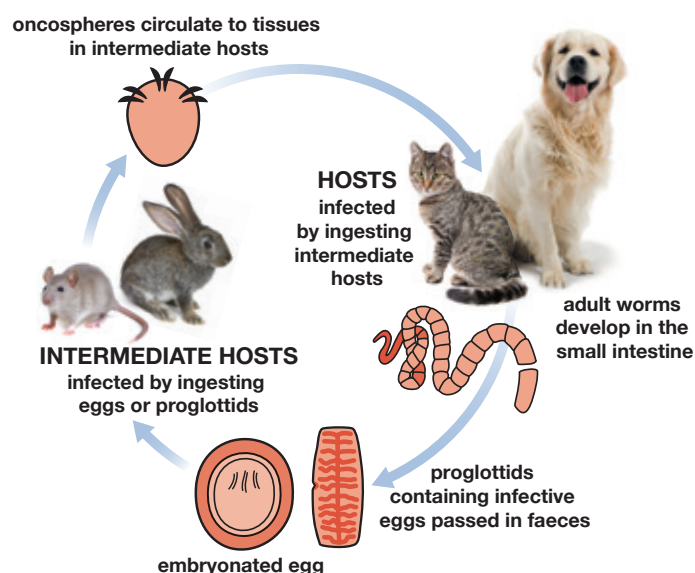 oncospheres circulate to tissues
in intermediate hosts
HOSTS
infected
by ingesting
intermediate
hosts
adult worms
develop in the
small intestine
proglottids
containing infective
eggs passed in faeces
embryonated egg
INTERMEDIATE HOSTS
infected by ingesting
eggs or proglottids